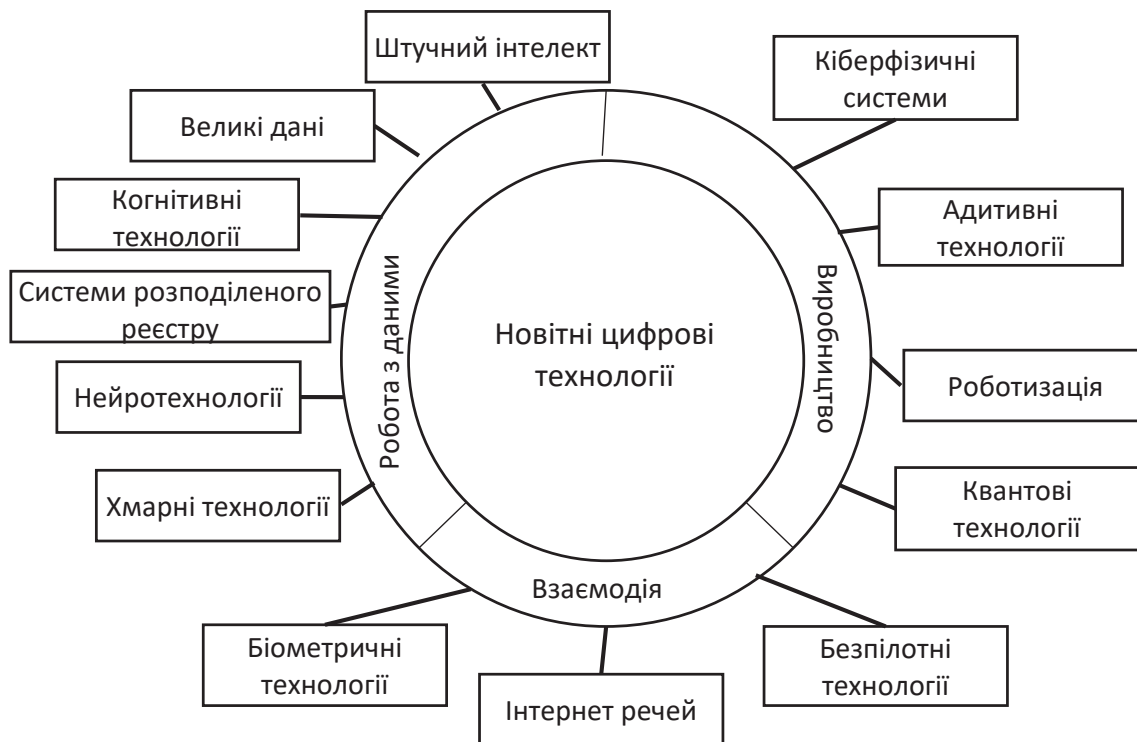 Штучний інтелект
Кіберфізичні
системи
Великі дані
Когнітивні
технології
Адитивні
технології
Системи розподіленого
реєстру
Робота з даними
Новітні цифрові
технології
Виробництво
Нейротехнології
Роботизація
Хмарні технології
Квантові
технології
Взаємодія
Біометричні
технології
Інтернет речей
Безпілотні
технології